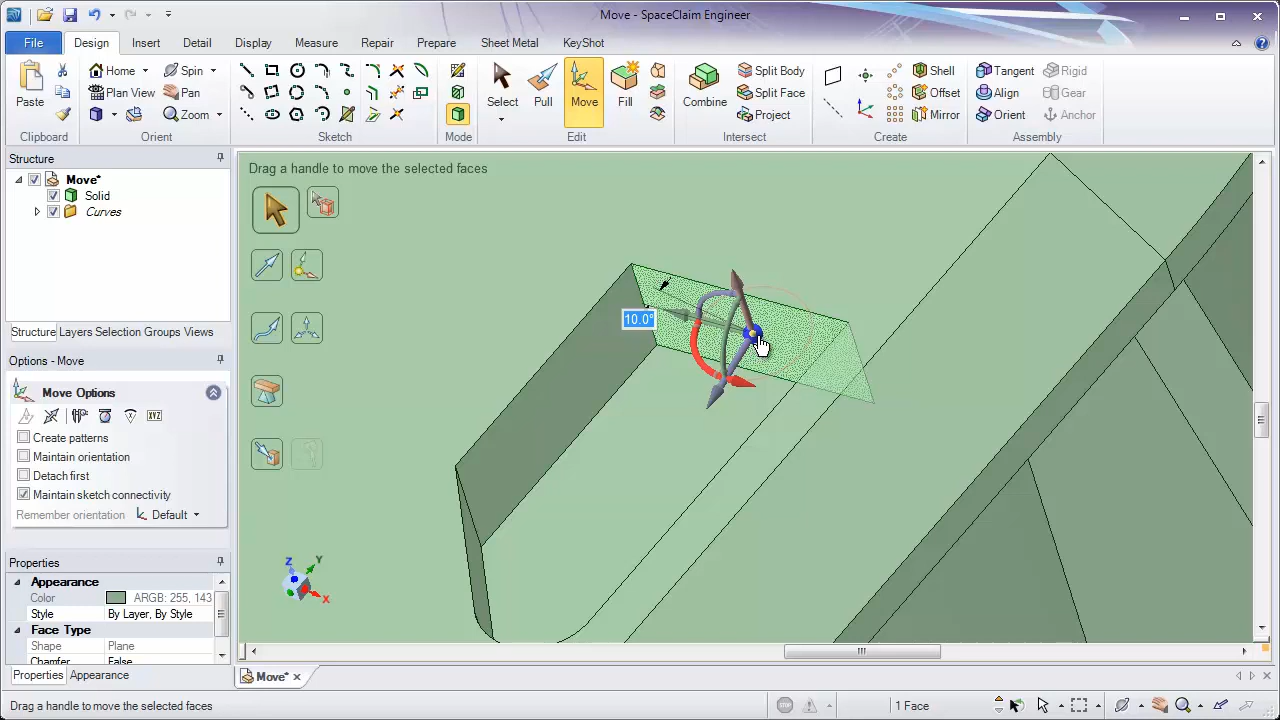 Move - SpaceClaim Engineer
File Design Insert Detail Display Measure Repair Prepare Sheet Metal KeyShot
Paste
Home Spin
Plan View Pan
Zoom
Select Pull Move Fill
Combine
Split Body
Split Face
Project
Shell
Offset
Mirror
Tangent Rigid
Align Gear
Orient Anchor
Clipboard Orient Sketch Mode Edit Intersect Create Assembly
Structure
Move*
Solid
Curves
Structure Layers Selection Groups Views
Options - Move
Move Options
XYZ
Create patterns
Maintain orientation
Detach first
Maintain sketch connectivity
Remember orientation Default
Properties
Appearance
Color ARGB: 255, 143
Style By Layer, By Style
Face Type
Shape Plane
Chamfer False
Properties Appearance
Drag a handle to move the selected faces
10.0°
Z Y
X
Move*
Drag a handle to move the selected faces 1 Face